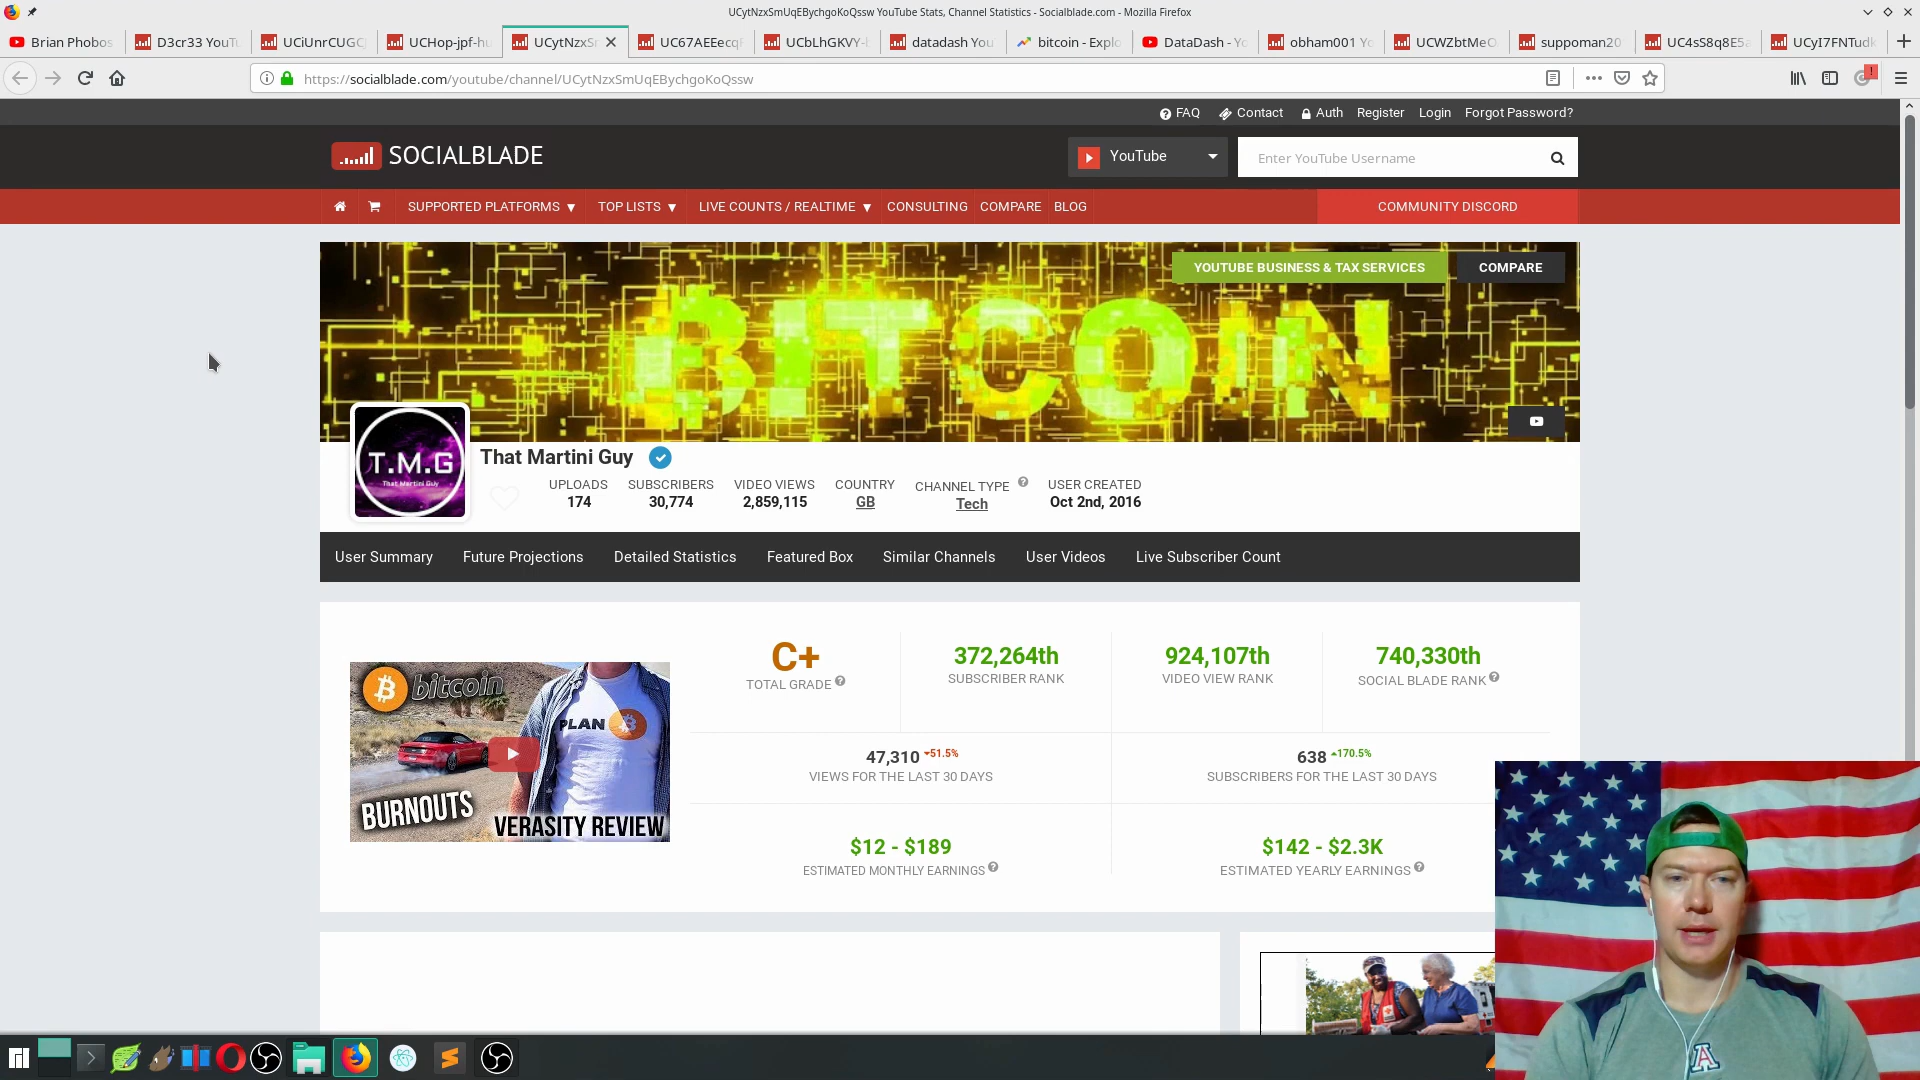 UCytNzxSmUqEBychgoKoQssw YouTube Stats, Channel Statistics - Socialblade.com - Mozilla Firefox
Brian Phobos
D3cr33 YouTu
UCiUnrCUGC
UCHop-jpf-hu
UCytNzxSr
UC67AEEecqf
UCbLhGKVY-
datadash You
bitcoin - Explo
DataDash - Yo
obham001 Yo
UCWZbtMeO
suppoman20
UC4sS8q8E5a
UCyI7FNTudk
https://socialblade.com/youtube/channel/UCytNzxSmUqEBychgoKoQssw
FAQ Contact Auth Register Login Forgot Password?
SOCIALBLADE
YouTube
Enter YouTube Username
SUPPORTED PLATFORMS TOP LISTS LIVE COUNTS / REALTIME CONSULTING COMPARE BLOG COMMUNITY DISCORD
YOUTUBE BUSINESS & TAX SERVICES
COMPARE
BITCOIN
T.M.G
That Martini Guy
That Martini Guy
UPLOADS SUBSCRIBERS VIDEO VIEWS COUNTRY CHANNEL TYPE USER CREATED
174 30,774 2,859,115 GB Tech Oct 2nd, 2016
User Summary Future Projections Detailed Statistics Featured Box Similar Channels User Videos Live Subscriber Count
bitcoin
PLAN
BURNOUTS
VERASITY REVIEW
C+ 372,264th 924,107th 740,330th
TOTAL GRADE SUBSCRIBER RANK VIDEO VIEW RANK SOCIAL BLADE RANK
47,310 51.5% 638 170.5%
VIEWS FOR THE LAST 30 DAYS SUBSCRIBERS FOR THE LAST 30 DAYS
$12 - $189 $142 - $2.3K
ESTIMATED MONTHLY EARNINGS ESTIMATED YEARLY EARNINGS
A